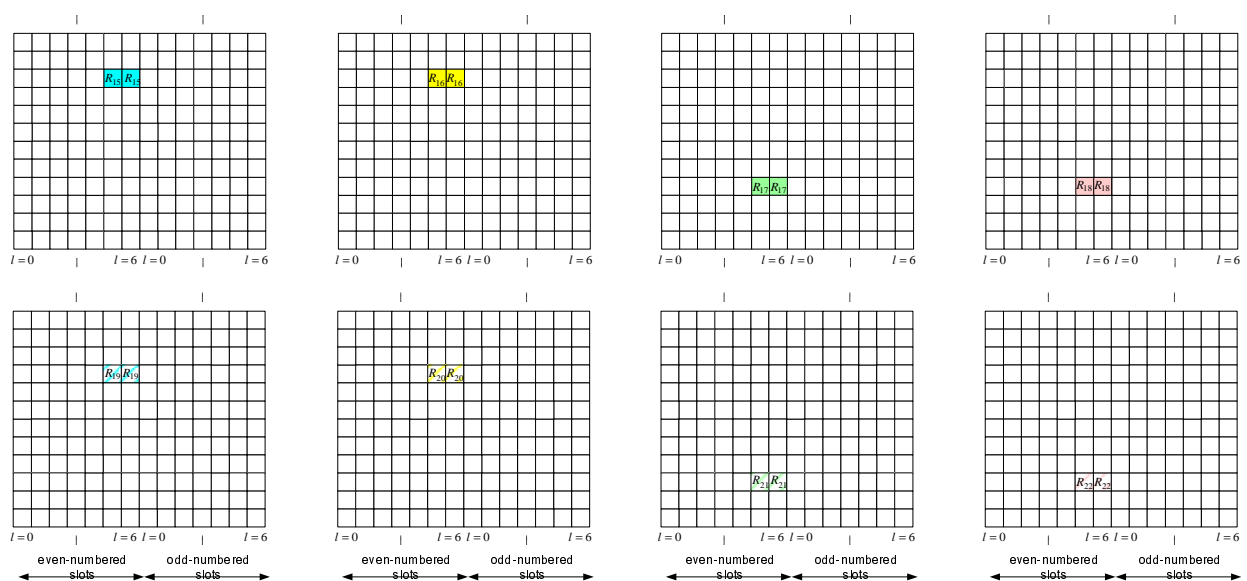 R15 R15 R16 R16
R17 R17 R18 R18
l=0 l=6 l=0 l=6 l=0 l=6 l=0 l=6 l=0 l=6 l=0 l=6 l=0 l=6 l=0 l=6
R19 R19 R20 R20
R21 R21 R22 R22
l=0 l=6 l=0 l=6 l=0 l=6 l=0 l=6 l=0 l=6 l=0 l=6 l=0 l=6 l=0 l=6
even-numbered odd-numbered even-numbered odd-numbered even-numbered odd-numbered even-numbered odd-numbered
slots slots slots slots slots slots slots slots